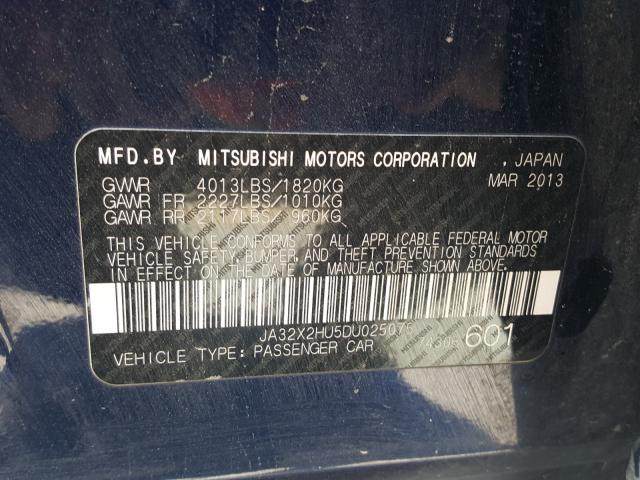 MFD.BY MITSUBISHI MOTORS CORPORATION , JAPAN
GVWR 4013LBS/1820KG MAR 2013
GAWR FR 2227LBS/1010KG
GAWR RR 2117LBS/ 960KG
THIS VEHICLE CONFORMS TO ALL APPLICABLE FEDERAL MOTOR
VEHICLE SAFETY, BUMPER, AND THEFT PREVENTION STANDARDS
IN EFFECT ON THE DATE OF MANUFACTURE SHOWN ABOVE.
JA32X2HU5DU025075
VEHICLE TYPE: PASSENGER CAR 601